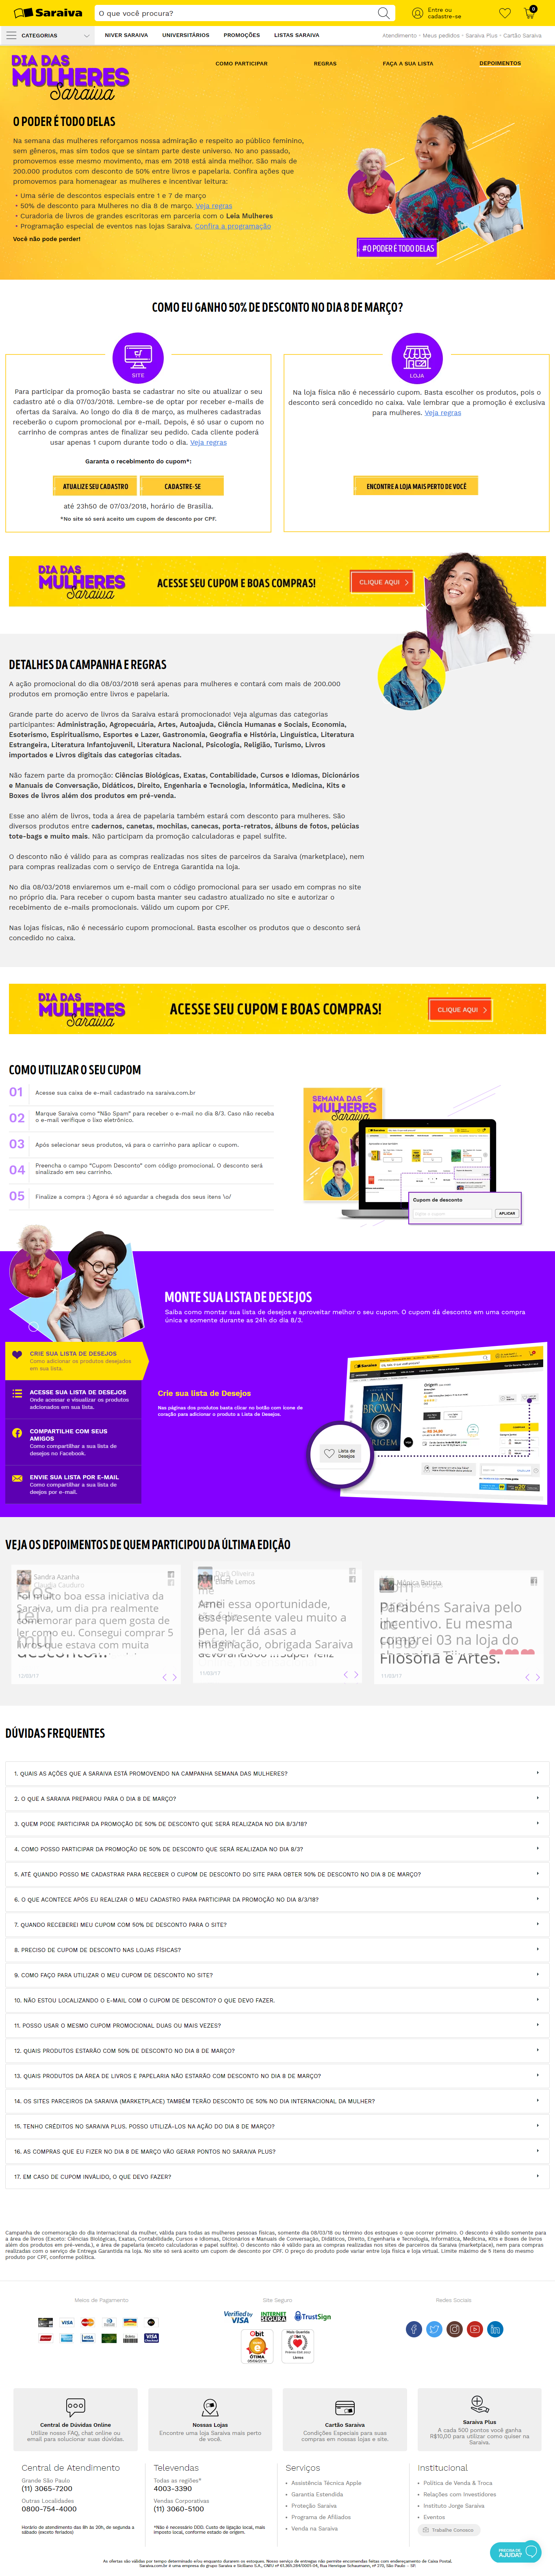 Saraiva
O que você procura?
Entre ou
cadastre-se
0
CATEGORIAS
NIVER SARAIVA
UNIVERSITÁRIOS
PROMOÇÕES
LISTAS SARAIVA
Atendimento
Meus pedidos
Saraiva Plus
Cartão Saraiva
DIA DAS
MULHERES
Saraiva
COMO PARTICIPAR
REGRAS
FAÇA A SUA LISTA
DEPOIMENTOS
O PODER É TODO DELAS
Na semana das mulheres reforçamos nossa admiração e respeito ao público feminino,
sem gêneros, mas sim todos que se sintam parte deste universo. No ano passado,
promovemos esse mesmo movimento, mas em 2018 está ainda melhor. São mais de
200.000 produtos com desconto de 50% entre livros e papelaria. Confira ações que
promovemos para homenagear as mulheres e incentivar leitura:
• Uma série de descontos especiais entre 1 e 7 de março
• 50% de desconto para Mulheres no dia 8 de março. Veja regras
• Curadoria de livros de grandes escritoras em parceria com o Leia Mulheres
• Programação especial de eventos nas lojas Saraiva. Confira a programação
Você não pode perder!
#O PODER É TODO DELAS
COMO EU GANHO 50% DE DESCONTO NO DIA 8 DE MARÇO?
SITE
Para participar da promoção basta se cadastrar no site ou atualizar o seu
cadastro até o dia 07/03/2018. Lembre-se de optar por receber e-mails de
ofertas da Saraiva. Ao longo do dia 8 de março, as mulheres cadastradas
receberão o cupom promocional por e-mail. Depois, é só usar o cupom no
carrinho de compras antes de finalizar seu pedido. Cada cliente poderá
usar apenas 1 cupom durante todo o dia. Veja regras
Garanta o recebimento do cupom*:
ATUALIZE SEU CADASTRO
CADASTRE-SE
até 23h50 de 07/03/2018, horário de Brasília.
*No site só será aceito um cupom de desconto por CPF.
LOJA
Na loja física não é necessário cupom. Basta escolher os produtos, pois o
desconto será concedido no caixa. Vale lembrar que a promoção é exclusiva
para mulheres. Veja regras
ENCONTRE A LOJA MAIS PERTO DE VOCÊ
DIA DAS
MULHERES
Saraiva
ACESSE SEU CUPOM E BOAS COMPRAS!
CLIQUE AQUI
DETALHES DA CAMPANHA E REGRAS
A ação promocional do dia 08/03/2018 será apenas para mulheres e contará com mais de 200.000
produtos em promoção entre livros e papelaria.
Grande parte do acervo do livros da Saraiva estará promocionado! Veja algumas das categorias
participantes: Administração, Agropecuária, Artes, Autoajuda, Ciência Humanas e Sociais, Economia,
Esoterismo, Espiritualismo, Esportes e Lazer, Gastronomia, Geografia e História, Linguística, Literatura
Estrangeira, Literatura Infantojuvenil, Literatura Nacional, Psicologia, Religião, Turismo, Livros
importados e Livros digitais das categorias citadas.
Não fazem parte da promoção: Ciências Biológicas, Exatas, Contabilidade, Cursos e Idiomas, Dicionários
e Manuais de Conversação, Didáticos, Direito, Engenharia e Tecnologia, Informática, Medicina, Kits e
Boxes de livros além dos produtos em pré-venda.
Esse ano além de livros, toda a área de papelaria também estará com desconto para mulheres. São
diversos produtos entre cadernos, canetas, mochilas, canecas, porta-retratos, álbuns de fotos, pelúcias
tote-bags e muito mais. Não participam da promoção calculadoras e papel sulfite.
O desconto não é válido para as compras realizadas nos sites de parceiros da Saraiva (marketplace), nem
para compras realizadas com o serviço de Entrega Garantida na loja.
No dia 08/03/2018 enviaremos um e-mail com o código promocional para ser usado em compras no site
no próprio dia. Para receber o cupom basta manter seu cadastro atualizado no site e autorizar o
recebimento de e-mails promocionais. Válido um cupom por CPF.
Nas lojas físicas, não é necessário cupom promocional. Basta escolher os produtos que o desconto será
concedido no caixa.
DIA DAS
MULHERES
Saraiva
ACESSE SEU CUPOM E BOAS COMPRAS!
CLIQUE AQUI
COMO UTILIZAR O SEU CUPOM
01 Acesse sua caixa de e-mail cadastrado na saraiva.com.br
02 Marque Saraiva como "Não Spam" para receber o e-mail no dia 8/3. Caso não receba
o e-mail verifique o lixo eletrônico.
03 Após selecionar seus produtos, vá para o carrinho para aplicar o cupom.
04 Preencha o campo "Cupom Desconto" com código promocional. O desconto será
sinalizado em seu carrinho.
05 Finalize a compra :) Agora é só aguardar a chegada dos seus itens \o/
SEMANA DAS
MULHERES
Saraiva
Cupom de desconto
APLICAR
MONTE SUA LISTA DE DESEJOS
Saiba como montar sua lista de desejos e aproveitar melhor o seu cupom. O cupom dá desconto em uma compra
única e somente durante as 24h do dia 8/3.
CRIE SUA LISTA DE DESEJOS
Como adicionar os produtos desejados
em sua lista.
ACESSE SUA LISTA DE DESEJOS
Onde acessar e visualizar os produtos
adicionados em sua lista.
COMPARTILHE COM SEUS
AMIGOS
Como compartilhar a sua lista de
desejos no Facebook.
ENVIE SUA LISTA POR E-MAIL
Como compartilhar a sua lista de
deejos por e-mail.
Crie sua lista de Desejos
Nas páginas dos produtos basta clicar no botão com ícone de
coração para adicionar o produto a Lista de Desejos.
Saraiva
DAN
BROWN
ORIGEM
Origem
Lista de
Desejos
VEJA OS DEPOIMENTOS DE QUEM PARTICIPOU DA ÚLTIMA EDIÇÃO
Sandra Azanha
Foi muito boa essa iniciativa da
Saraiva, um dia pra realmente
comemorar para quem gosta de
ler como eu. Consegui comprar 5
livros que estava com muita
12/03/17
Elaine Lemos
Amei essa oportunidade,
esse presente valeu muito a
pena, ler dá asas a
imaginação, obrigada Saraiva
11/03/17
Mônica Batista
Parabéns Saraiva pelo
incentivo. Eu mesma
comprei 03 na loja do
Filosofia e Artes.
11/03/17
DÚVIDAS FREQUENTES
1. QUAIS AS AÇÕES QUE A SARAIVA ESTÁ PROMOVENDO NA CAMPANHA SEMANA DAS MULHERES?
2. O QUE A SARAIVA PREPAROU PARA O DIA 8 DE MARÇO?
3. QUEM PODE PARTICIPAR DA PROMOÇÃO DE 50% DE DESCONTO QUE SERÁ REALIZADA NO DIA 8/3/18?
4. COMO POSSO PARTICIPAR DA PROMOÇÃO DE 50% DE DESCONTO QUE SERÁ REALIZADA NO DIA 8/3?
5. ATÉ QUANDO POSSO ME CADASTRAR PARA RECEBER O CUPOM DE DESCONTO DO SITE PARA OBTER 50% DE DESCONTO NO DIA 8 DE MARÇO?
6. O QUE ACONTECE APÓS EU REALIZAR O MEU CADASTRO PARA PARTICIPAR DA PROMOÇÃO NO DIA 8/3/18?
7. QUANDO RECEBEREI MEU CUPOM COM 50% DE DESCONTO PARA O SITE?
8. PRECISO DE CUPOM DE DESCONTO NAS LOJAS FÍSICAS?
9. COMO FAÇO PARA UTILIZAR O MEU CUPOM DE DESCONTO NO SITE?
10. NÃO ESTOU LOCALIZANDO O E-MAIL COM O CUPOM DE DESCONTO? O QUE DEVO FAZER.
11. POSSO USAR O MESMO CUPOM PROMOCIONAL DUAS OU MAIS VEZES?
12. QUAIS PRODUTOS ESTARÃO COM 50% DE DESCONTO NO DIA 8 DE MARÇO?
13. QUAIS PRODUTOS DA ÁREA DE LIVROS E PAPELARIA NÃO ESTARÃO COM DESCONTO NO DIA 8 DE MARÇO?
14. OS SITES PARCEIROS DA SARAIVA (MARKETPLACE) TAMBÉM TERÃO DESCONTO DE 50% NO DIA INTERNACIONAL DA MULHER?
15. TENHO CRÉDITOS NO SARAIVA PLUS. POSSO UTILIZÁ-LOS NA AÇÃO DO DIA 8 DE MARÇO?
16. AS COMPRAS QUE EU FIZER NO DIA 8 DE MARÇO VÃO GERAR PONTOS NO SARAIVA PLUS?
17. EM CASO DE CUPOM INVÁLIDO, O QUE DEVO FAZER?
Campanha de comemoração do dia internacional da mulher, válida para todas as mulheres pessoas físicas, somente dia 08/03/18 ou término dos estoques o que ocorrer primeiro. O desconto é válido somente para
a área de livros (Exceto: Ciências Biológicas, Exatas, Contabilidade, Cursos e Idiomas, Dicionários e Manuais de Conversação, Didáticos, Direito, Engenharia e Tecnologia, Informática, Medicina, Kits e Boxes de livros
além dos produtos em pré-venda.), e área de papelaria (exceto calculadoras e papel sulfite). O desconto não é válido para as compras realizadas nos sites de parceiros da Saraiva (marketplace), nem para compras
realizadas com o serviço de Entrega Garantida na loja. No site só será aceito um cupom de desconto por CPF. O preço do produto pode variar entre loja física e loja virtual. Limite máximo de 5 itens do mesmo
produto por CPF, conforme política.
Meios de Pagamento
Site Seguro
Redes Sociais
VISA
Verified by
VISA
INTERNET
SEGURA
TrustSign
ebit
ÓTIMA
Central de Dúvidas Online
Utilize nosso FAQ, chat online ou
email para solucionar suas dúvidas.
Nossas Lojas
Encontre uma loja Saraiva mais perto
de você.
Cartão Saraiva
Condições Especiais para suas
compras em nossas lojas e site.
Saraiva Plus
A cada 500 pontos você ganha
R$10,00 para utilizar como quiser na
Saraiva.
Central de Atendimento
Grande São Paulo
(11) 3065-7200
Outras Localidades
0800-754-4000
Horário de atendimento das 8h às 20h, de segunda a
sábado (exceto feriados)
Televendas
Todas as regiões*
4003-3390
Vendas Corporativas
(11) 3060-5100
*Não é necessário DDD. Custo de ligação local, mais
imposto local, conforme estado de origem.
Serviços
• Assistência Técnica Apple
• Garantia Estendida
• Proteção Saraiva
• Programa de Afiliados
• Venda na Saraiva
Institucional
• Política de Venda & Troca
• Relações com Investidores
• Instituto Jorge Saraiva
• Eventos
Trabalhe Conosco
PRECISA DE
AJUDA?